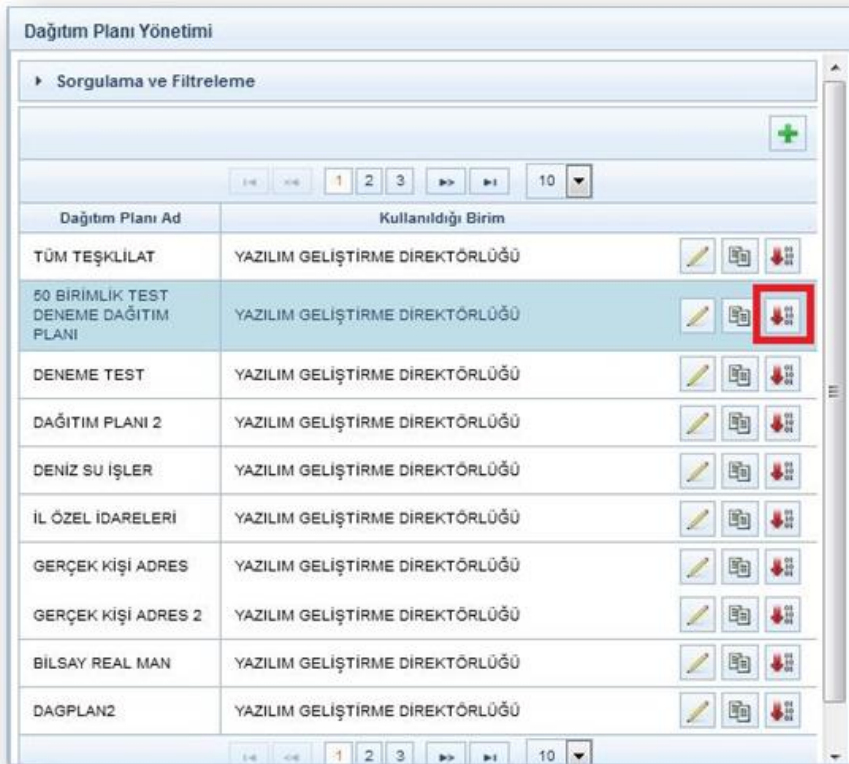 Dağıtım Planı Yönetimi
Sorgulama ve Filtreleme
1 2 3 10
Dağıtım Planı Ad Kullanıldığı Birim
TÜM TEŞKLİLAT YAZILIM GELİŞTİRME DİREKTÖRLÜĞÜ
50 BİRİMLİK TEST
DENEME DAĞITIM
PLANI
YAZILIM GELİŞTİRME DİREKTÖRLÜĞÜ
DENEME TEST YAZILIM GELİŞTİRME DİREKTÖRLÜĞÜ
DAĞITIM PLANI 2 YAZILIM GELİŞTİRME DİREKTÖRLÜĞÜ
DENİZ SU İŞLER YAZILIM GELİŞTİRME DİREKTÖRLÜĞÜ
İL ÖZEL İDARELERİ YAZILIM GELİŞTİRME DİREKTÖRLÜĞÜ
GERÇEK KİŞİ ADRES YAZILIM GELİŞTİRME DİREKTÖRLÜĞÜ
GERÇEK KİŞİ ADRES 2 YAZILIM GELİŞTİRME DİREKTÖRLÜĞÜ
BİLSAY REAL MAN YAZILIM GELİŞTİRME DİREKTÖRLÜĞÜ
DAGPLAN2 YAZILIM GELİŞTİRME DİREKTÖRLÜĞÜ
1 2 3 10